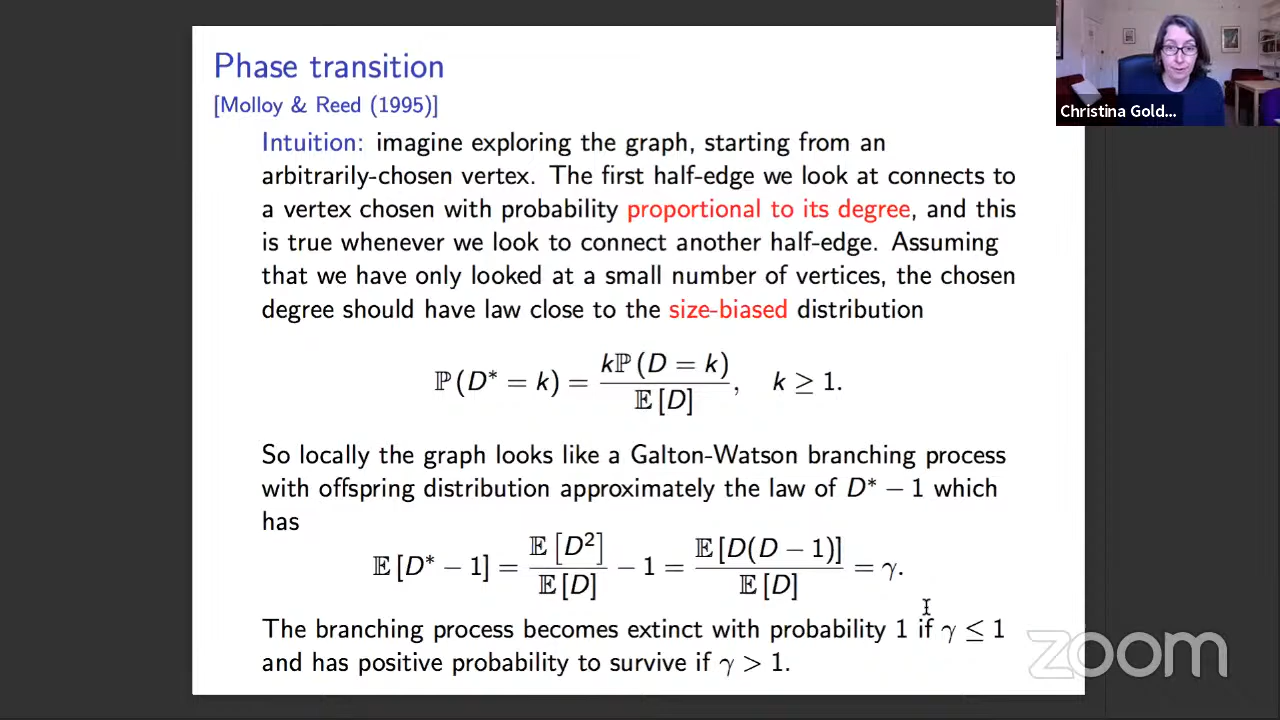 Phase transition
[Molloy & Reed (1995)]
Intuition: imagine exploring the graph, starting from an
arbitrarily-chosen vertex. The first half-edge we look at connects to
a vertex chosen with probability proportional to its degree, and this
is true whenever we look to connect another half-edge. Assuming
that we have only looked at a small number of vertices, the chosen
degree should have law close to the size-biased distribution
ℙ(D* = k) = kℙ(D = k) / 𝔼[D], k ≥ 1.
So locally the graph looks like a Galton-Watson branching process
with offspring distribution approximately the law of D* − 1 which
has
𝔼[D* − 1] = 𝔼[D²] / 𝔼[D] − 1 = 𝔼[D(D − 1)] / 𝔼[D] = γ.
The branching process becomes extinct with probability 1 if γ ≤ 1
and has positive probability to survive if γ > 1.
Christina Gold...
zoom